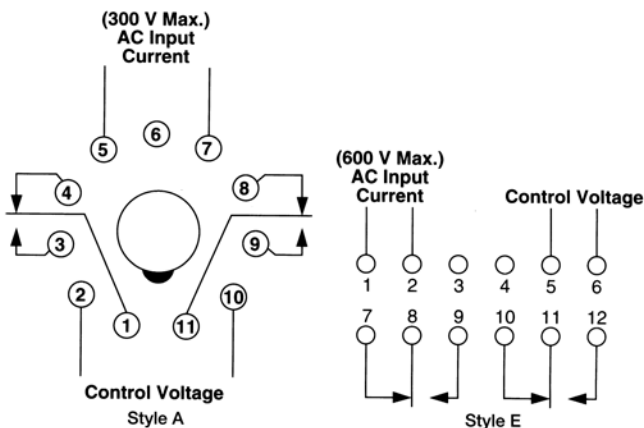 (300 V Max.)
AC Input
Current
5
6
7
4
8
3
9
2
10
1
11
Control Voltage
Style A
(600 V Max.)
AC Input
Current
Control Voltage
1 2 3 4 5 6
7 8 9 10 11 12
Style E